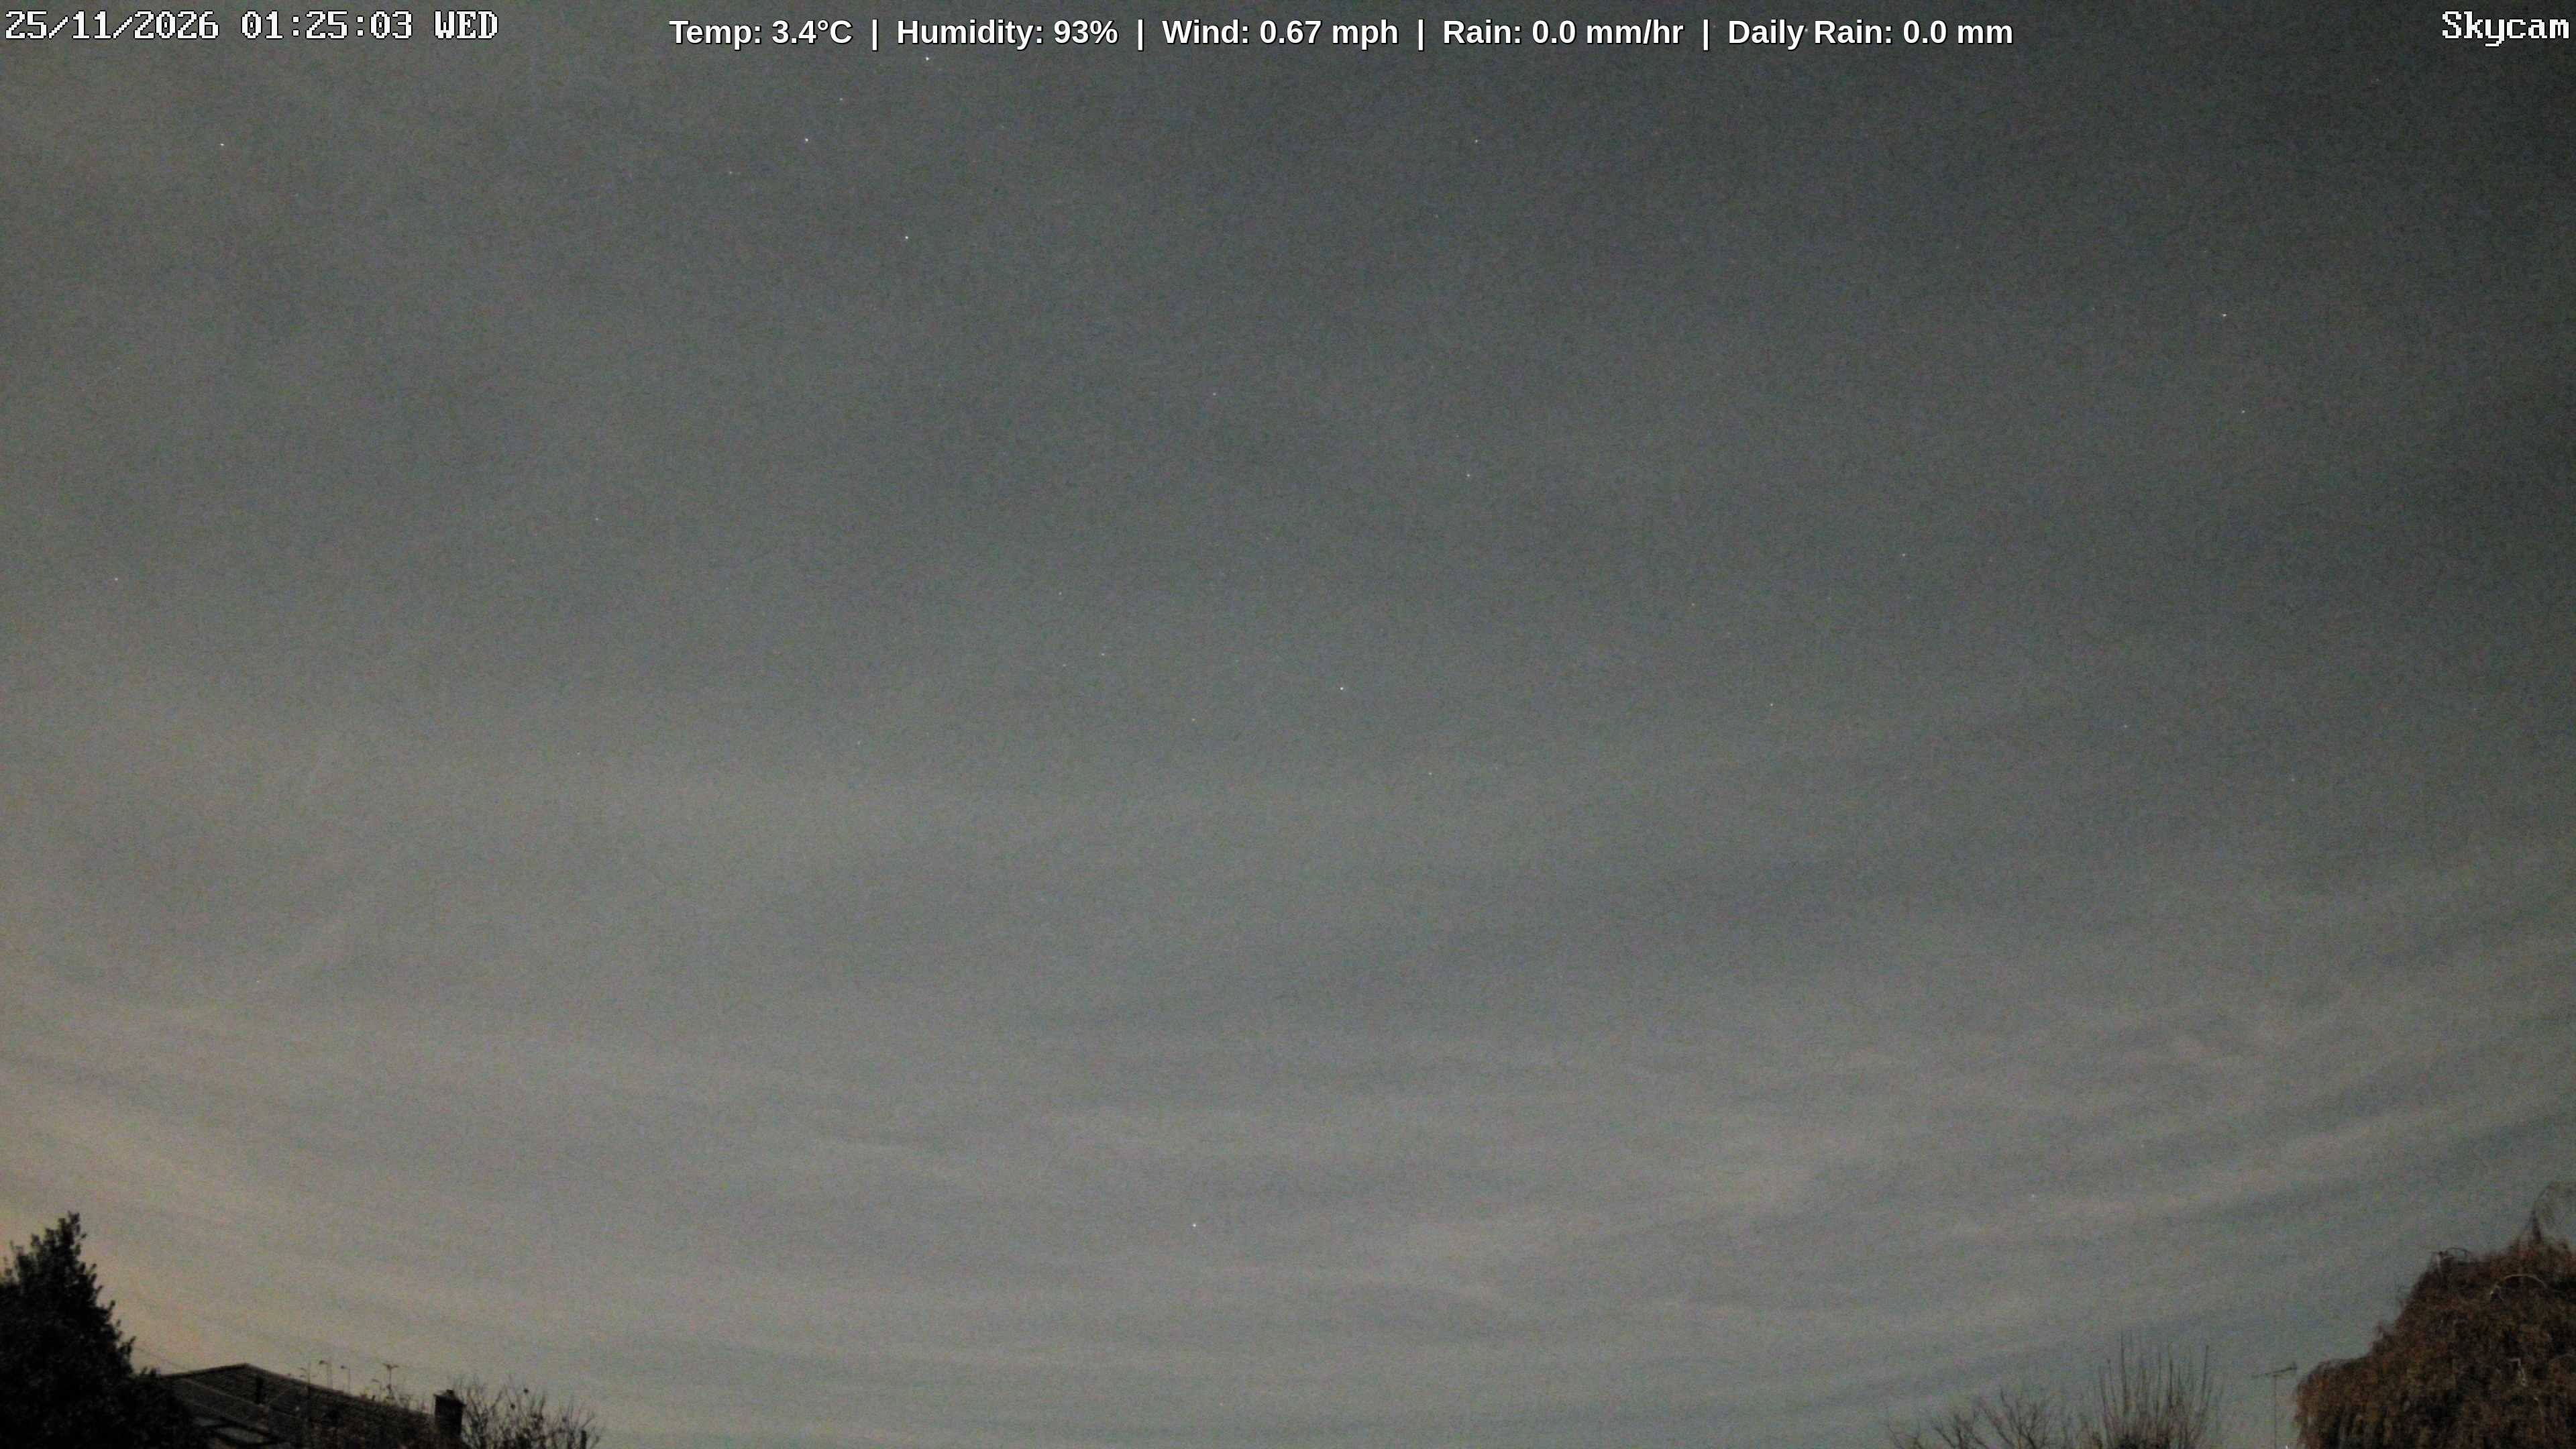 25/11/2026 01:25:03 WED
Temp: 3.4°C | Humidity: 93% | Wind: 0.67 mph | Rain: 0.0 mm/hr | Daily Rain: 0.0 mm
Skycam